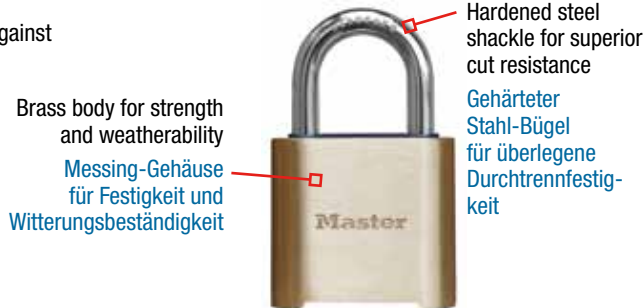 gainst
Brass body for strength
and weatherability
Messing-Gehäuse
für Festigkeit und
Witterungsbeständigkeit
Master
Hardened steel
shackle for superior
cut resistance
Gehärteter
Stahl-Bügel
für überlegene
Durchtrennfestig-
keit